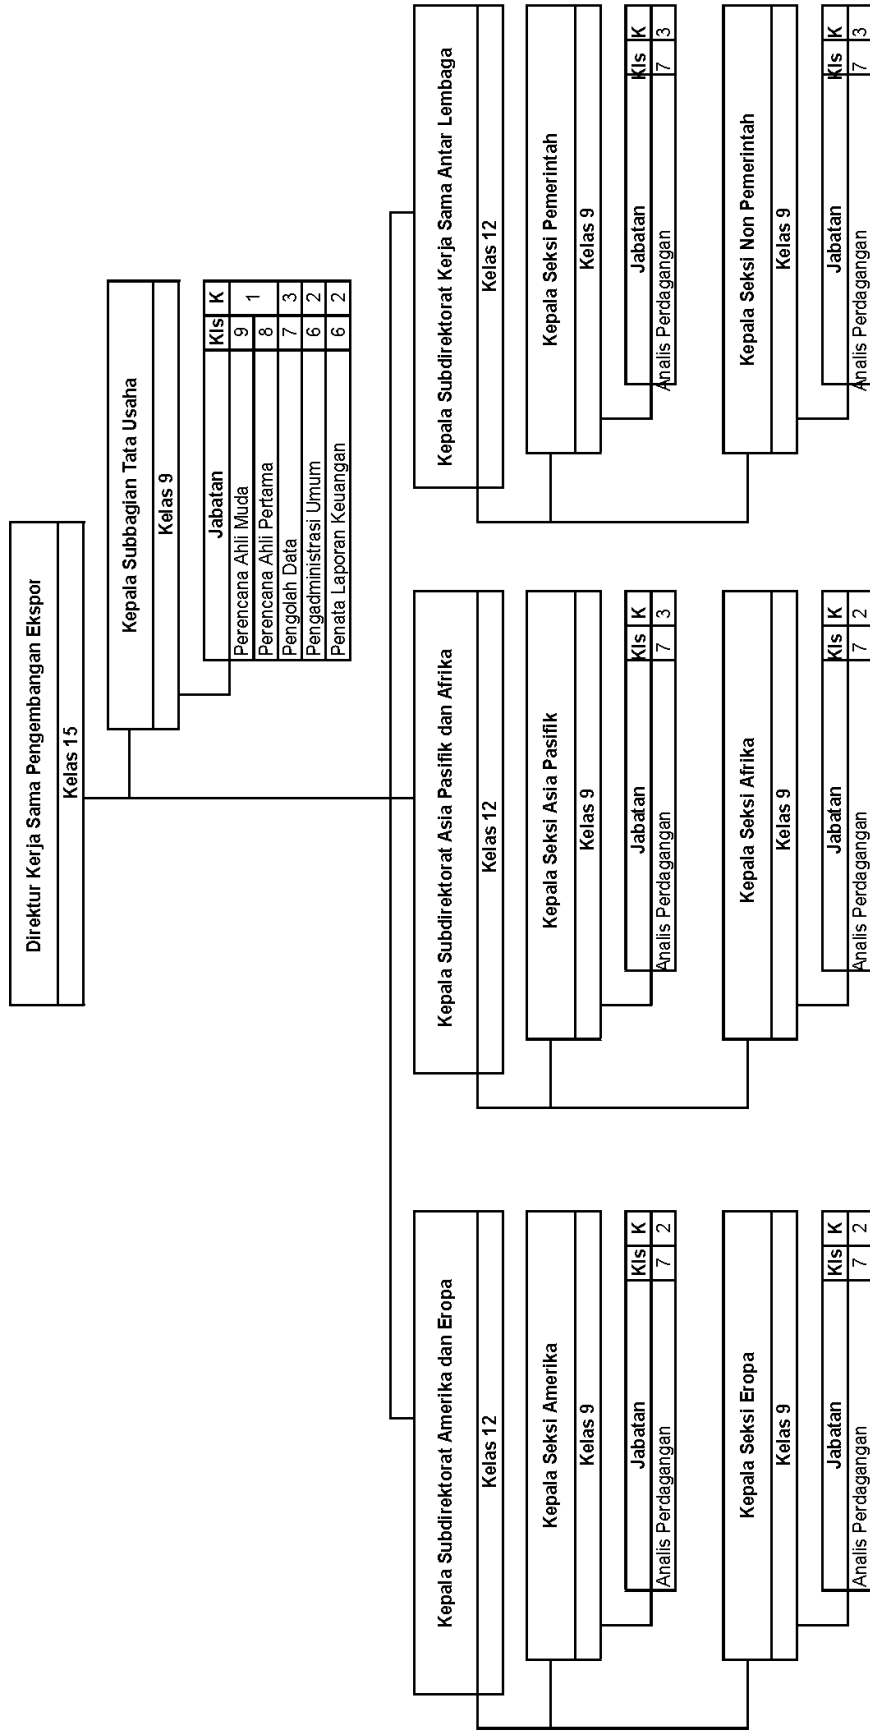 Direktur Kerja Sama Pengembangan Ekspor
Kelas 15
Kepala Subbagian Tata Usaha
Kelas 9
Jabatan Kls K
Perencana Ahli Muda 9 1
Perencana Ahli Pertama 8
Pengolah Data 7 3
Pengadministrasi Umum 6 2
Penata Laporan Keuangan 6 2
Kepala Subdirektorat Amerika dan Eropa
Kelas 12
Kepala Seksi Amerika
Kelas 9
Jabatan Kls K
Analis Perdagangan 7 2
Kepala Seksi Eropa
Kelas 9
Jabatan Kls K
Analis Perdagangan 7 2
Kepala Subdirektorat Asia Pasifik dan Afrika
Kelas 12
Kepala Seksi Asia Pasifik
Kelas 9
Jabatan Kls K
Analis Perdagangan 7 3
Kepala Seksi Afrika
Kelas 9
Jabatan Kls K
Analis Perdagangan 7 2
Kepala Subdirektorat Kerja Sama Antar Lembaga
Kelas 12
Kepala Seksi Pemerintah
Kelas 9
Jabatan Kls K
Analis Perdagangan 7 3
Kepala Seksi Non Pemerintah
Kelas 9
Jabatan Kls K
Analis Perdagangan 7 3